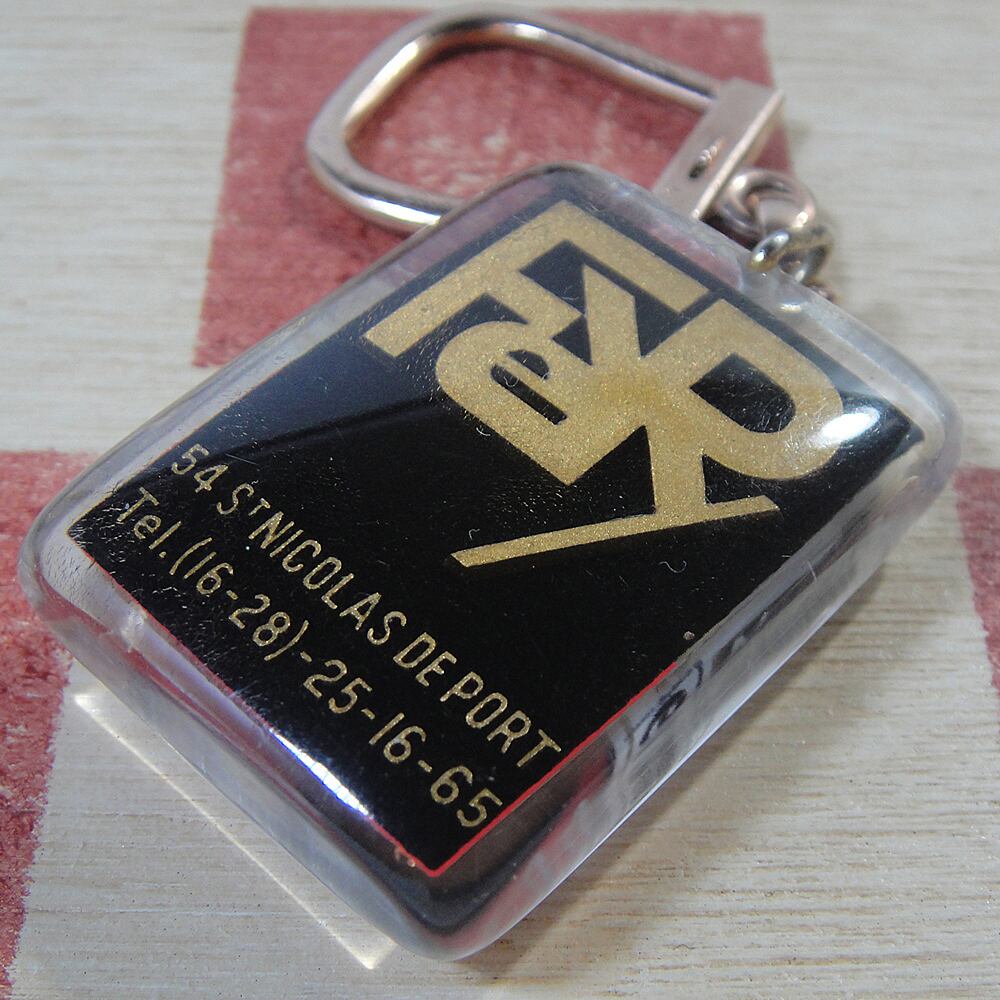 54 Sᵀ NICOLAS DE PORT
Tel. (16-28)-25-16-65